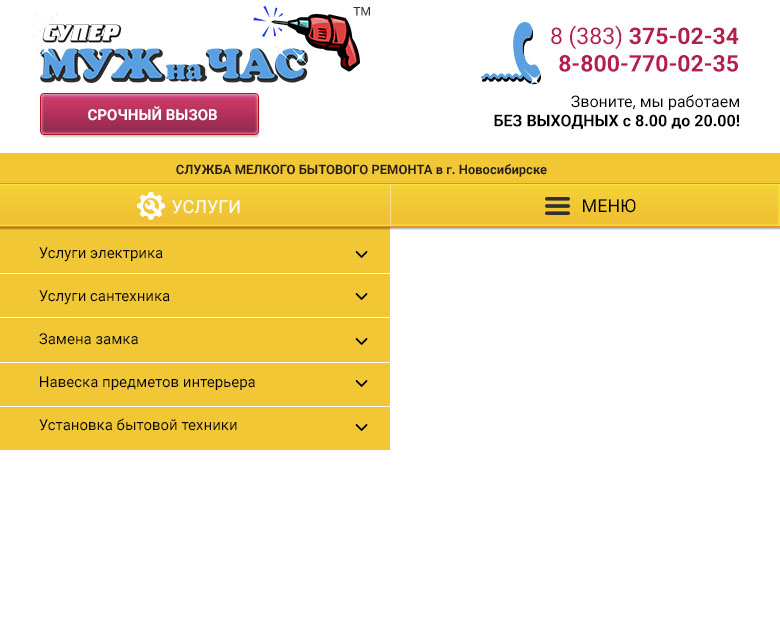 СУПЕР
МУЖ на ЧАС
TM
СРОЧНЫЙ ВЫЗОВ
8 (383) 375-02-34
8-800-770-02-35
Звоните, мы работаем
БЕЗ ВЫХОДНЫХ с 8.00 до 20.00!
СЛУЖБА МЕЛКОГО БЫТОВОГО РЕМОНТА в г. Новосибирске
УСЛУГИ
МЕНЮ
Услуги электрика
Услуги сантехника
Замена замка
Навеска предметов интерьера
Установка бытовой техники